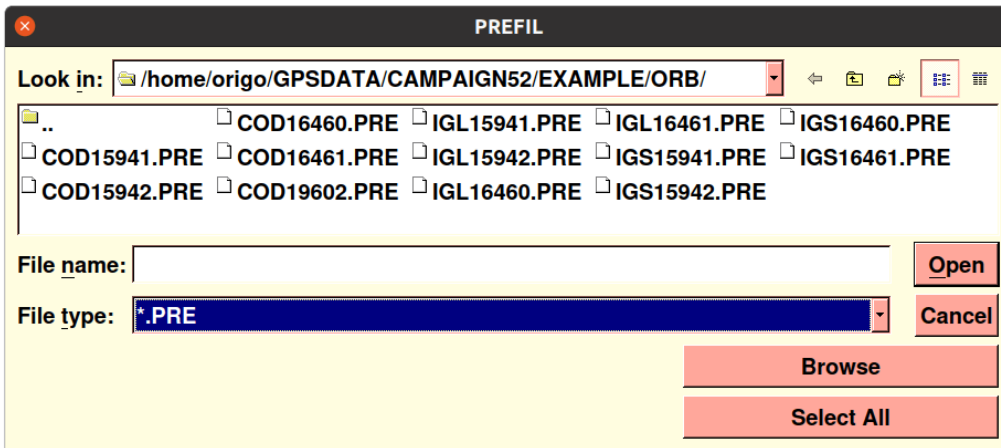 PREFIL
Look in: /home/origo/GPSDATA/CAMPAIGN52/EXAMPLE/ORB/
.. COD16460.PRE IGL15941.PRE IGL16461.PRE IGS16460.PRE
COD15941.PRE COD16461.PRE IGL15942.PRE IGS15941.PRE IGS16461.PRE
COD15942.PRE COD19602.PRE IGL16460.PRE IGS15942.PRE
File name: Open
File type: *.PRE Cancel
Browse
Select All